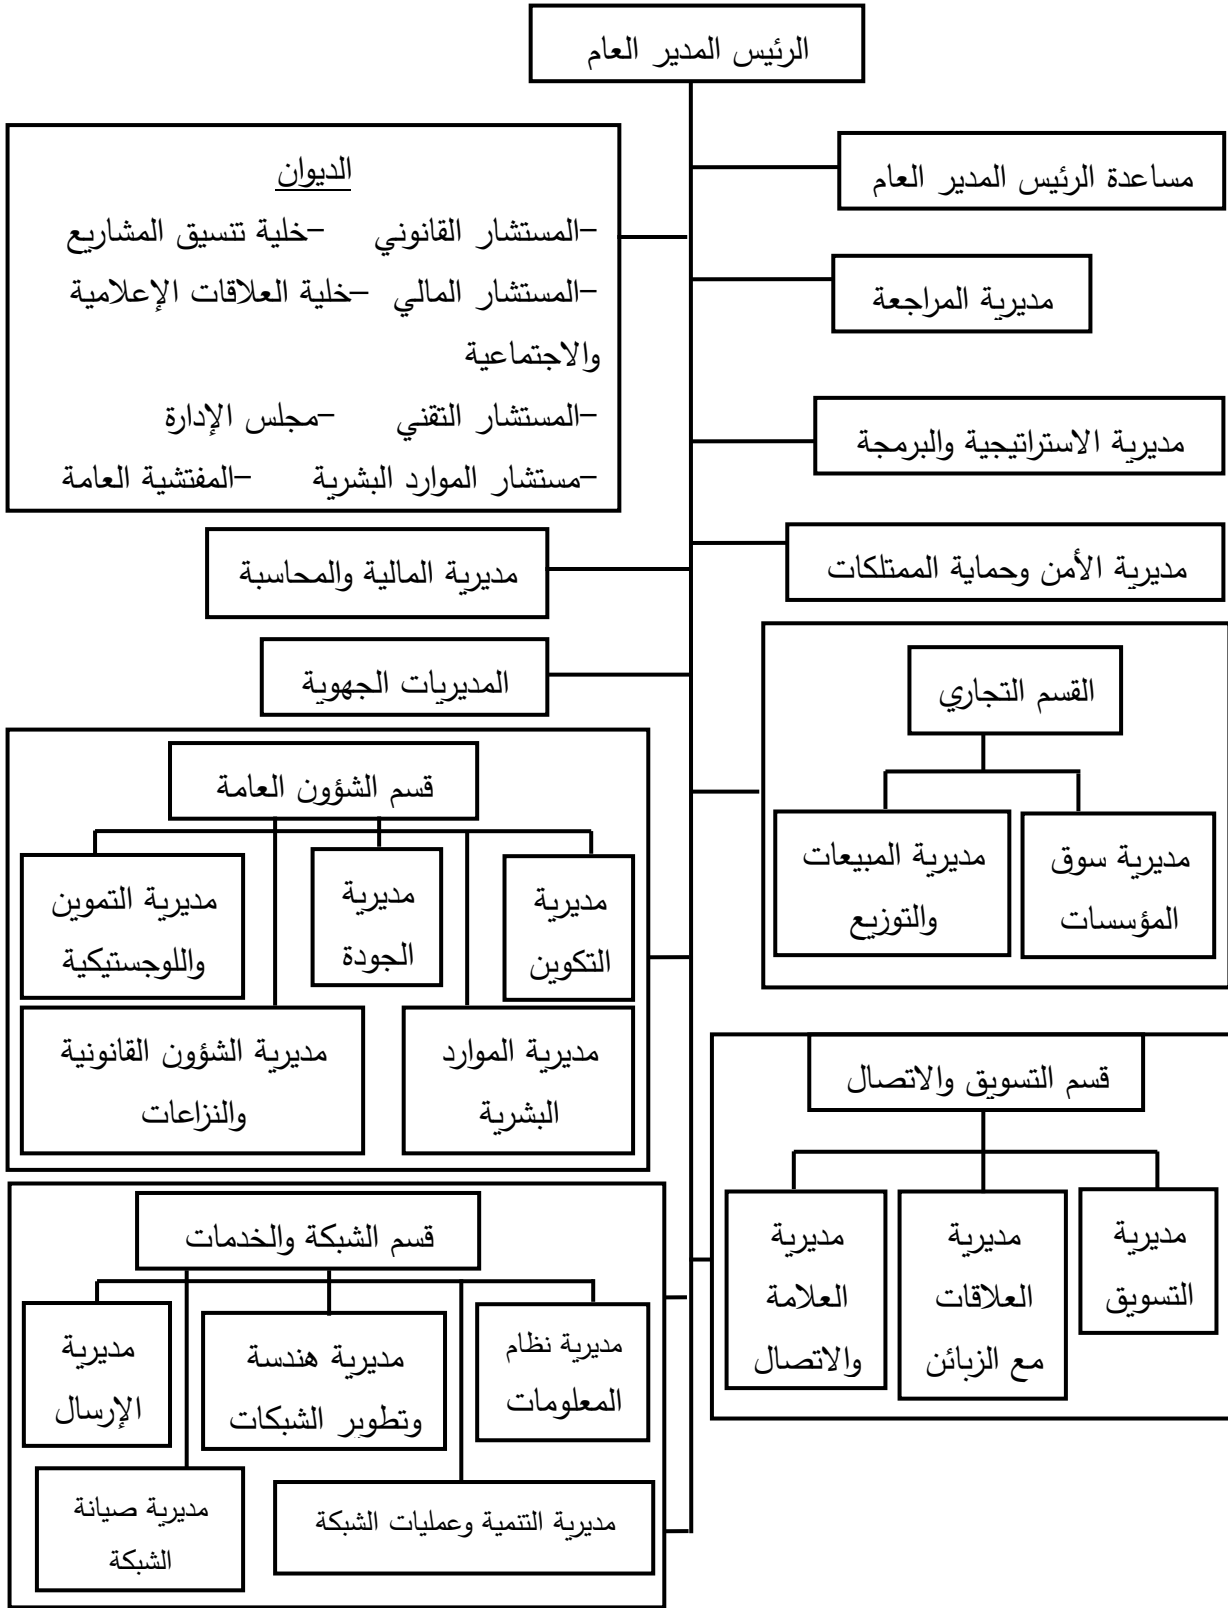 الرئيس المدير العام
مساعدة الرئيس المدير العام
الديوان
-المستشار القانوني -خلية تنسيق المشاريع
-المستشار المالي -خلية العلاقات الإعلامية
والاجتماعية
-المستشار التقني -مجلس الإدارة
-مستشار الموارد البشرية -المفتشية العامة
مديرية المراجعة
مديرية الاستراتيجية والبرمجة
مديرية الأمن وحماية الممتلكات
مديرية المالية والمحاسبة
المديريات الجهوية
القسم التجاري
مديرية سوق
المؤسسات
مديرية المبيعات
والتوزيع
قسم الشؤون العامة
مديرية
التكوين
مديرية
الجودة
مديرية التموين
واللوجستيكية
مديرية الموارد
البشرية
مديرية الشؤون القانونية
والنزاعات
قسم التسويق والاتصال
مديرية
التسويق
مديرية
العلاقات
مع الزبائن
مديرية
العلامة
والاتصال
قسم الشبكة والخدمات
مديرية نظام
المعلومات
مديرية هندسة
وتطوير الشبكات
مديرية
الإرسال
مديرية التنمية وعمليات الشبكة
مديرية صيانة
الشبكة